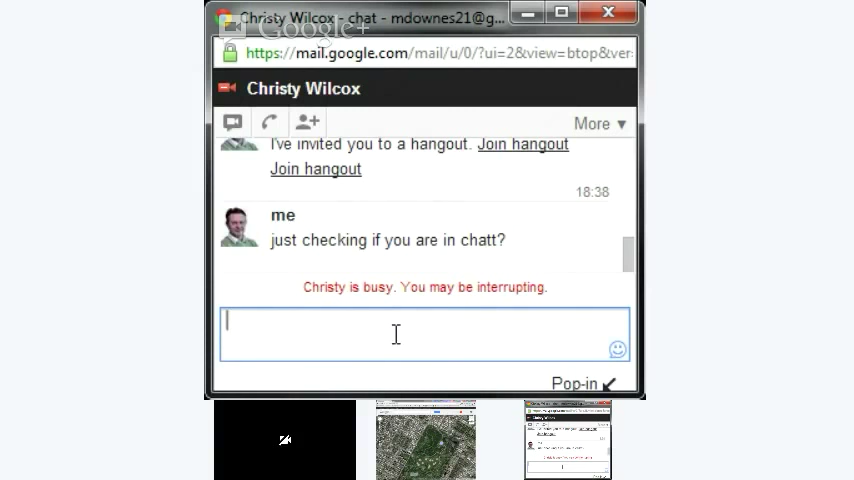 Christy Wilcox - chat - mdownes21@g...
Google+
https://mail.google.com/mail/u/0/?ui=2&view=btop&ver
Christy Wilcox
More ▼
I've invited you to a hangout. Join hangout
Join hangout
18:38
me
just checking if you are in chatt?
Christy is busy. You may be interrupting.
Pop-in